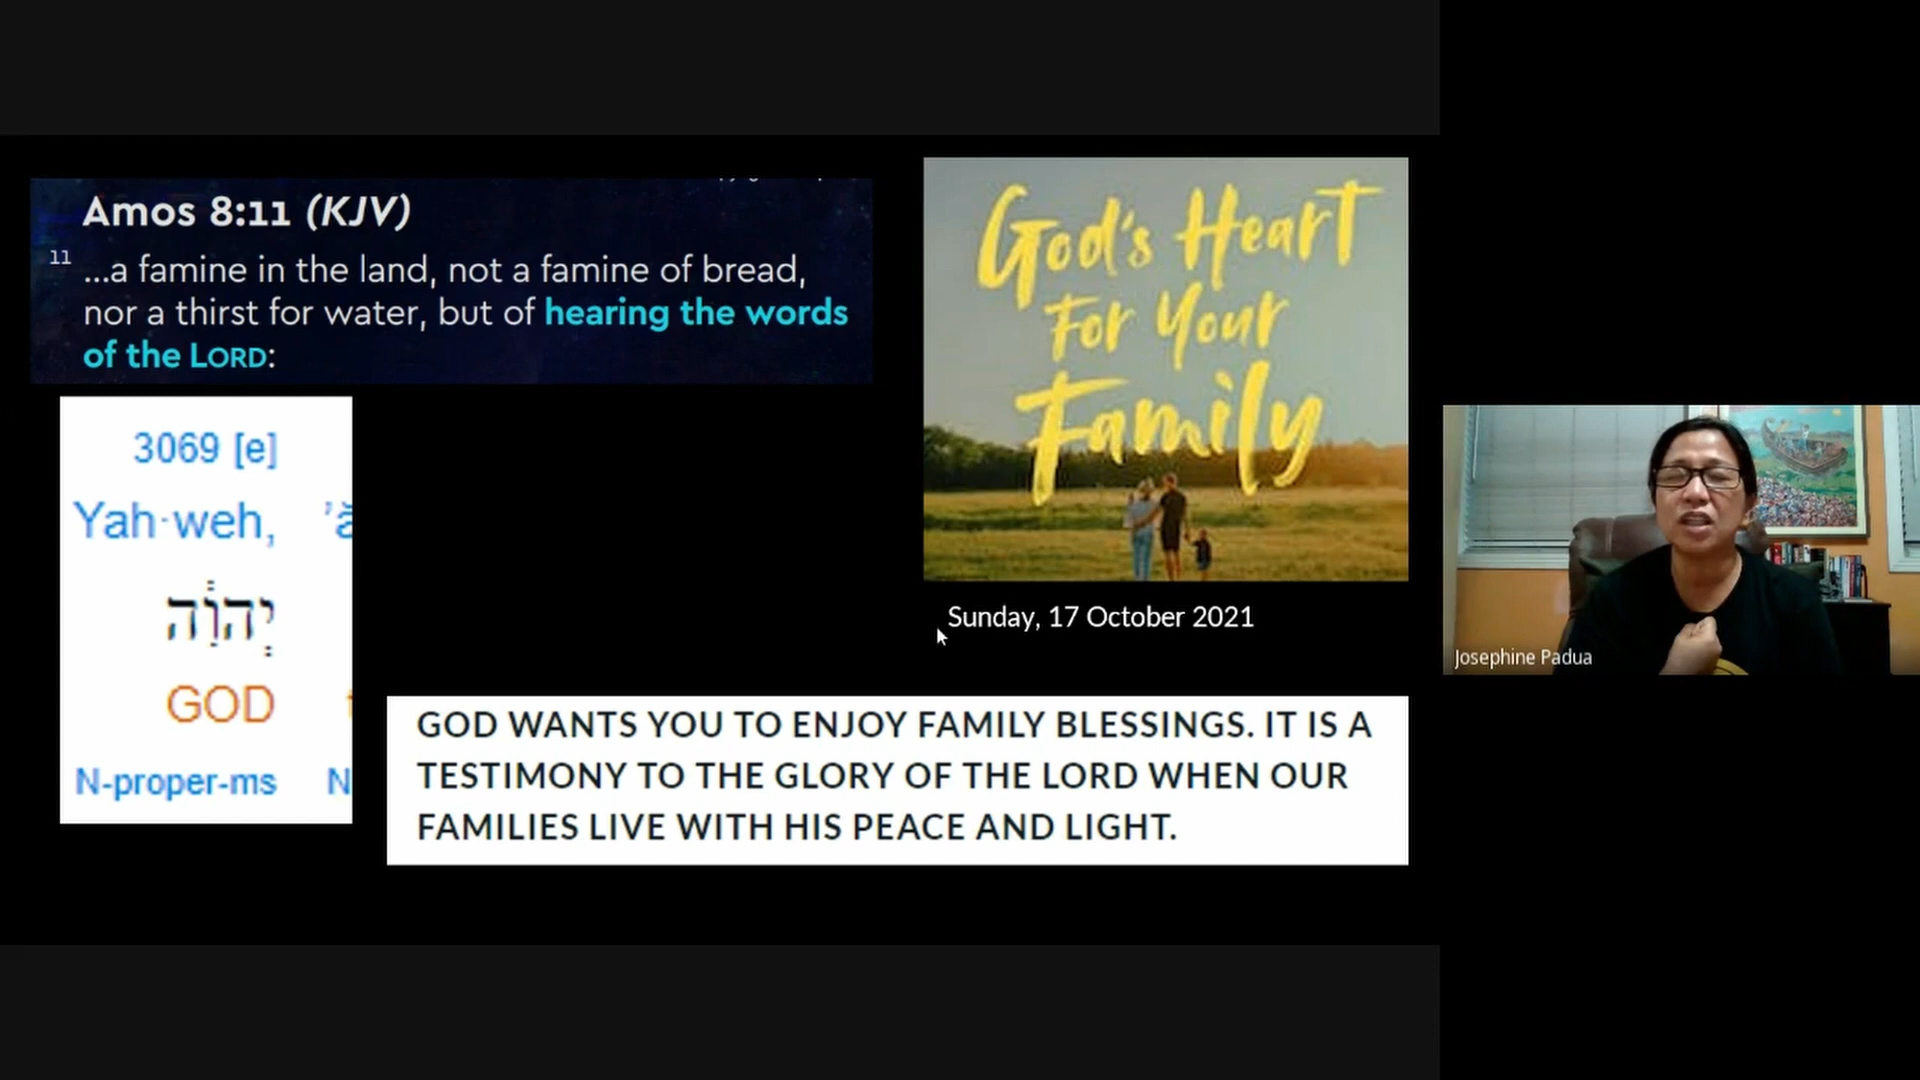 Amos 8:11 (KJV)
11 ...a famine in the land, not a famine of bread,
nor a thirst for water, but of hearing the words
of the LORD:
3069 [e]
Yah·weh, ’ă
יְהוִ֔ה
GOD
N-proper-ms N
God's Heart
For Your
Family
Sunday, 17 October 2021
GOD WANTS YOU TO ENJOY FAMILY BLESSINGS. IT IS A
TESTIMONY TO THE GLORY OF THE LORD WHEN OUR
FAMILIES LIVE WITH HIS PEACE AND LIGHT.
Josephine Padua